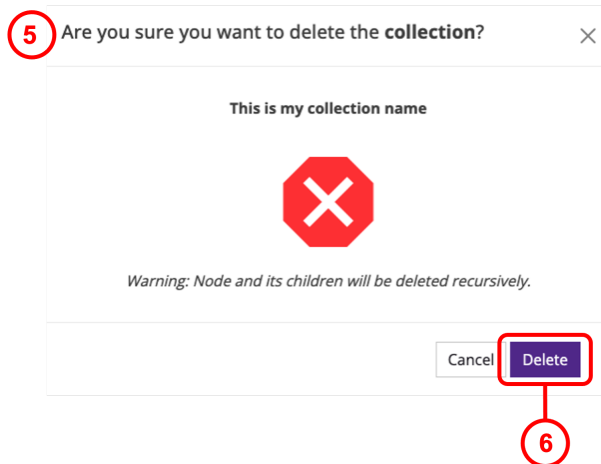 5 Are you sure you want to delete the collection?
This is my collection name
Warning: Node and its children will be deleted recursively.
Cancel Delete
6